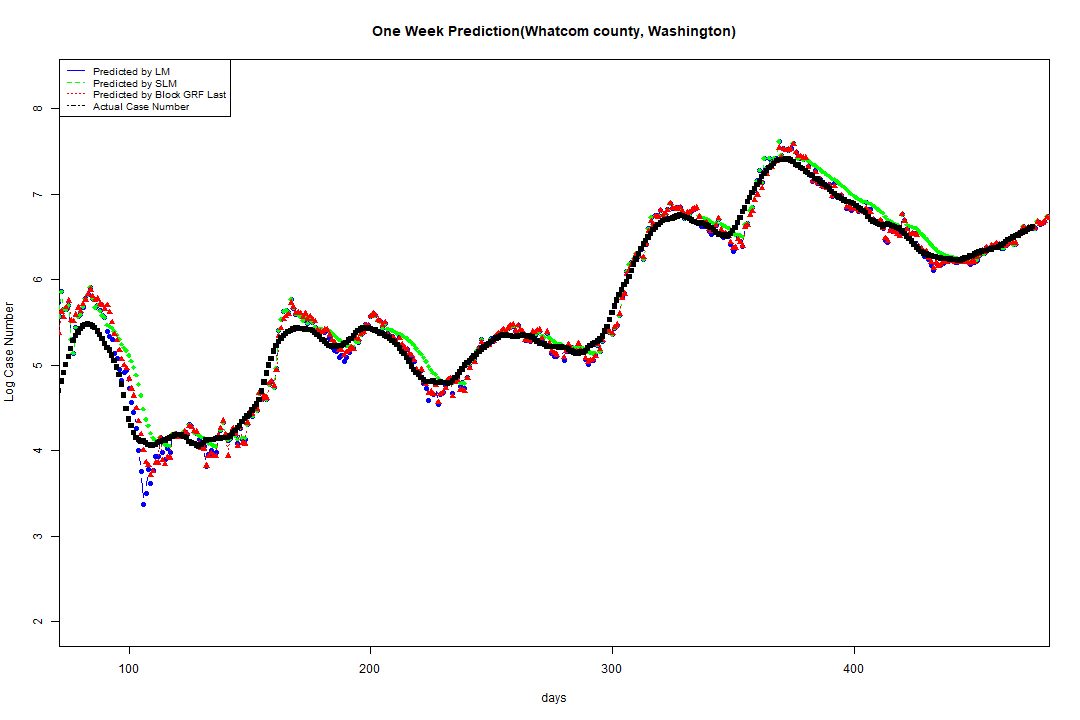 One Week Prediction(Whatcom county, Washington)
Predicted by LM
Predicted by SLM
Predicted by Block GRF Last
Actual Case Number
8
7
6
5
4
3
2
Log Case Number
100 200 300 400
days